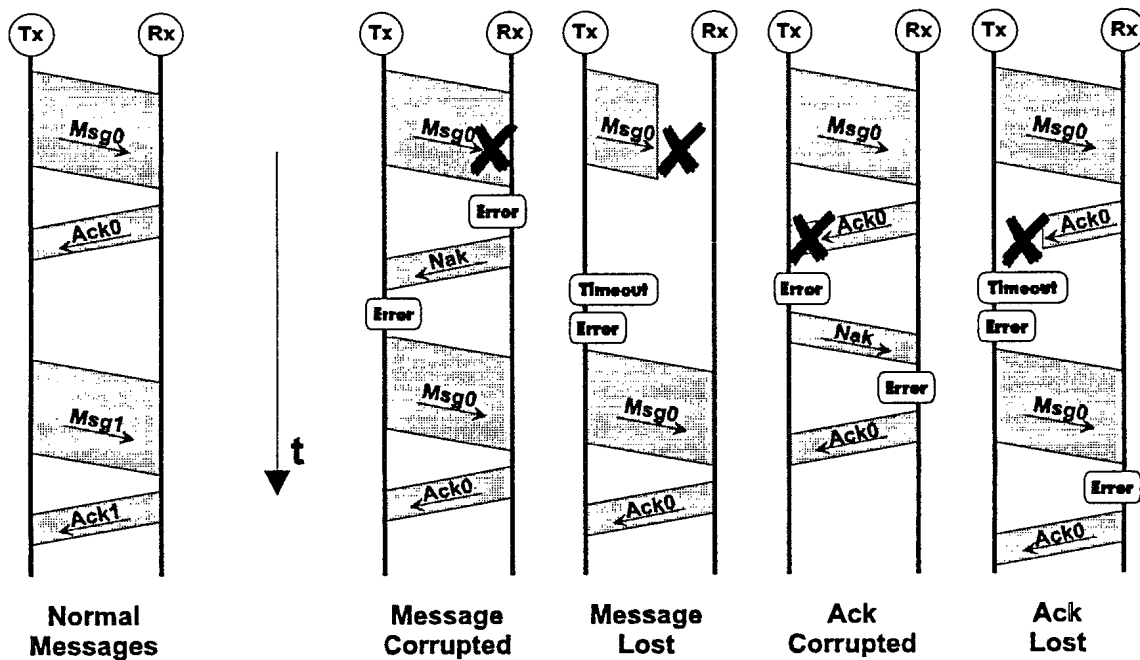 Tx Rx Tx Rx Tx Rx Tx Rx Tx Rx
Msg0
Ack0
Msg1
Ack1
Normal
Messages
t
Msg0
Error
Nak
Error
Msg0
Ack0
Message
Corrupted
Msg0
Timeout
Error
Msg0
Ack0
Message
Lost
Msg0
Ack0
Error
Nak
Error
Ack0
Ack
Corrupted
Msg0
Ack0
Timeout
Error
Msg0
Error
Ack0
Ack
Lost